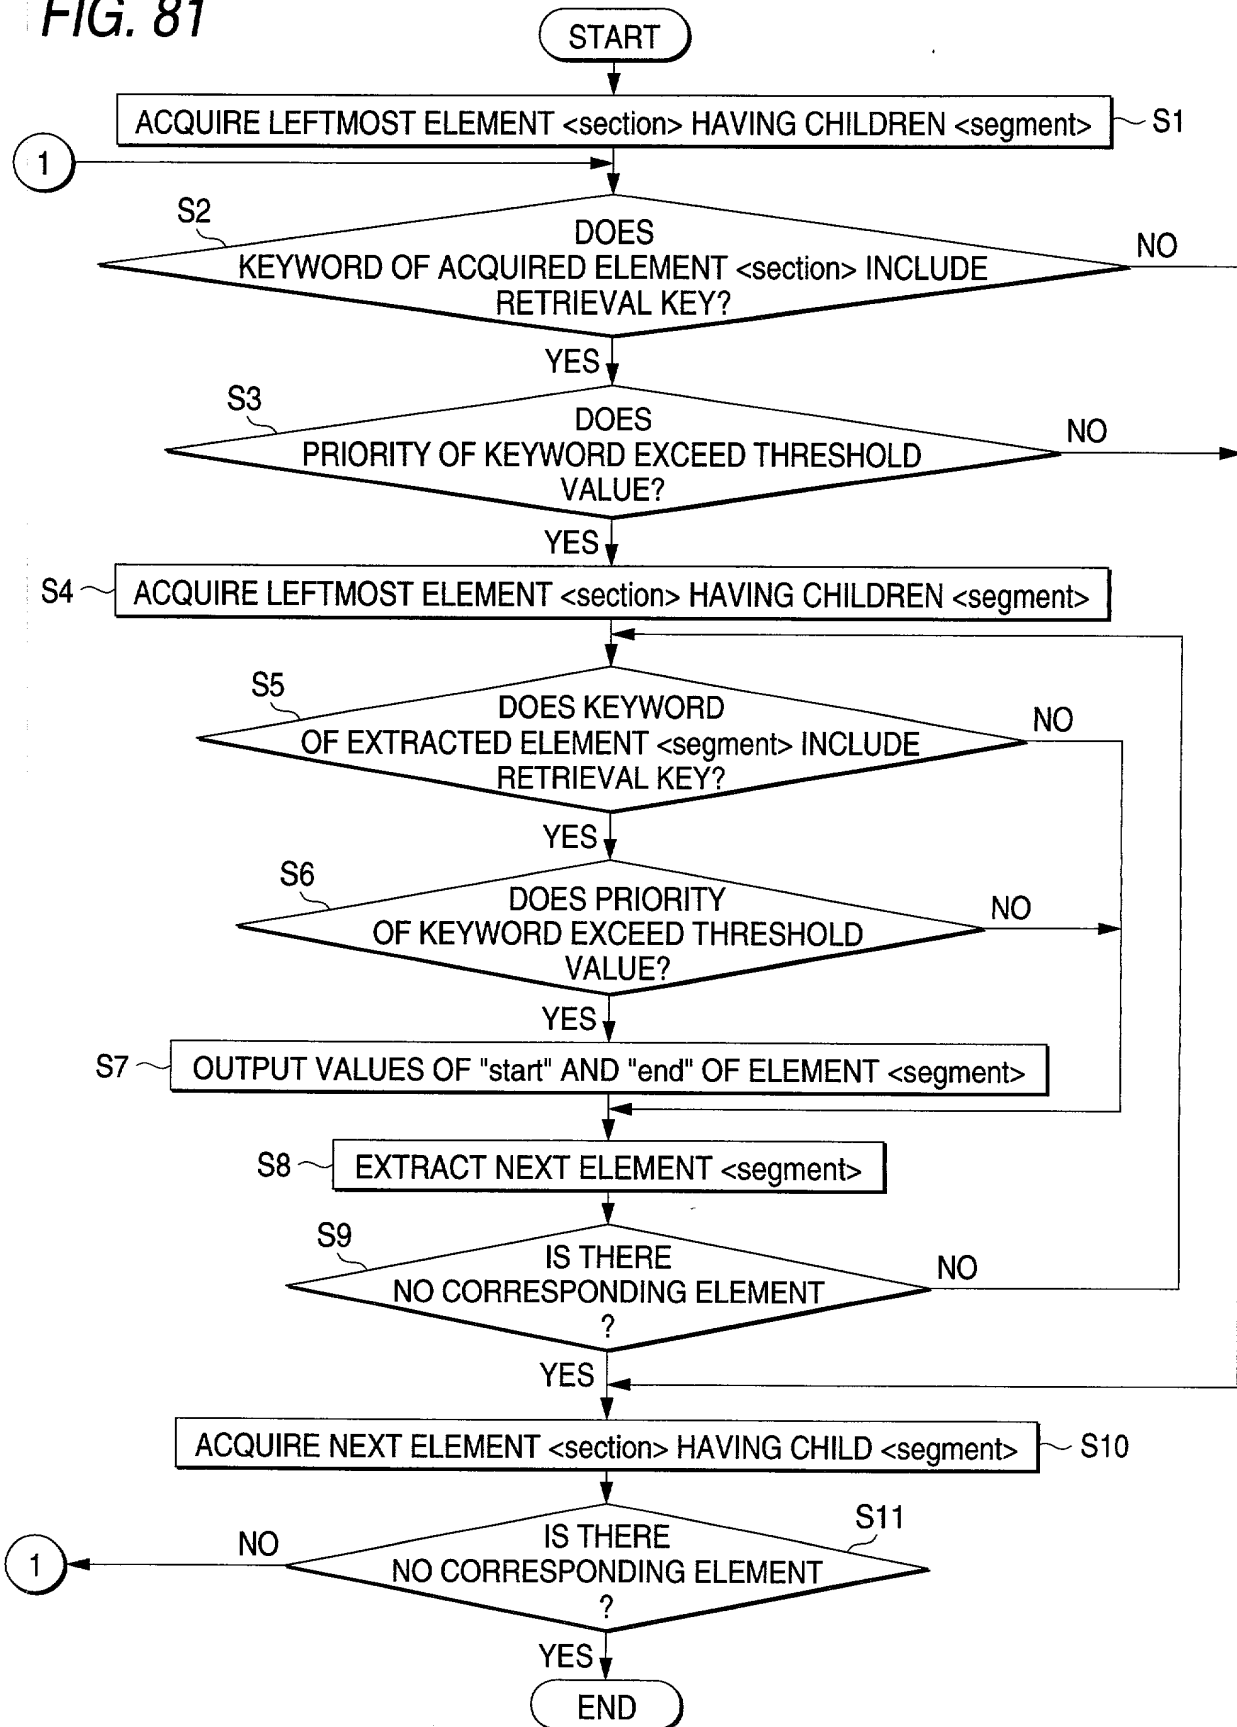 FIG. 81
START
ACQUIRE LEFTMOST ELEMENT <section> HAVING CHILDREN <segment>
S1
1
S2
DOES
KEYWORD OF ACQUIRED ELEMENT <section> INCLUDE
RETRIEVAL KEY?
NO
YES
S3
DOES
PRIORITY OF KEYWORD EXCEED THRESHOLD
VALUE?
NO
YES
S4
ACQUIRE LEFTMOST ELEMENT <section> HAVING CHILDREN <segment>
S5
DOES KEYWORD
OF EXTRACTED ELEMENT <segment> INCLUDE
RETRIEVAL KEY?
NO
YES
S6
DOES PRIORITY
OF KEYWORD EXCEED THRESHOLD
VALUE?
NO
YES
S7
OUTPUT VALUES OF "start" AND "end" OF ELEMENT <segment>
S8
EXTRACT NEXT ELEMENT <segment>
S9
IS THERE
NO CORRESPONDING ELEMENT
?
NO
YES
ACQUIRE NEXT ELEMENT <section> HAVING CHILD <segment>
S10
S11
IS THERE
NO CORRESPONDING ELEMENT
?
NO
1
YES
END